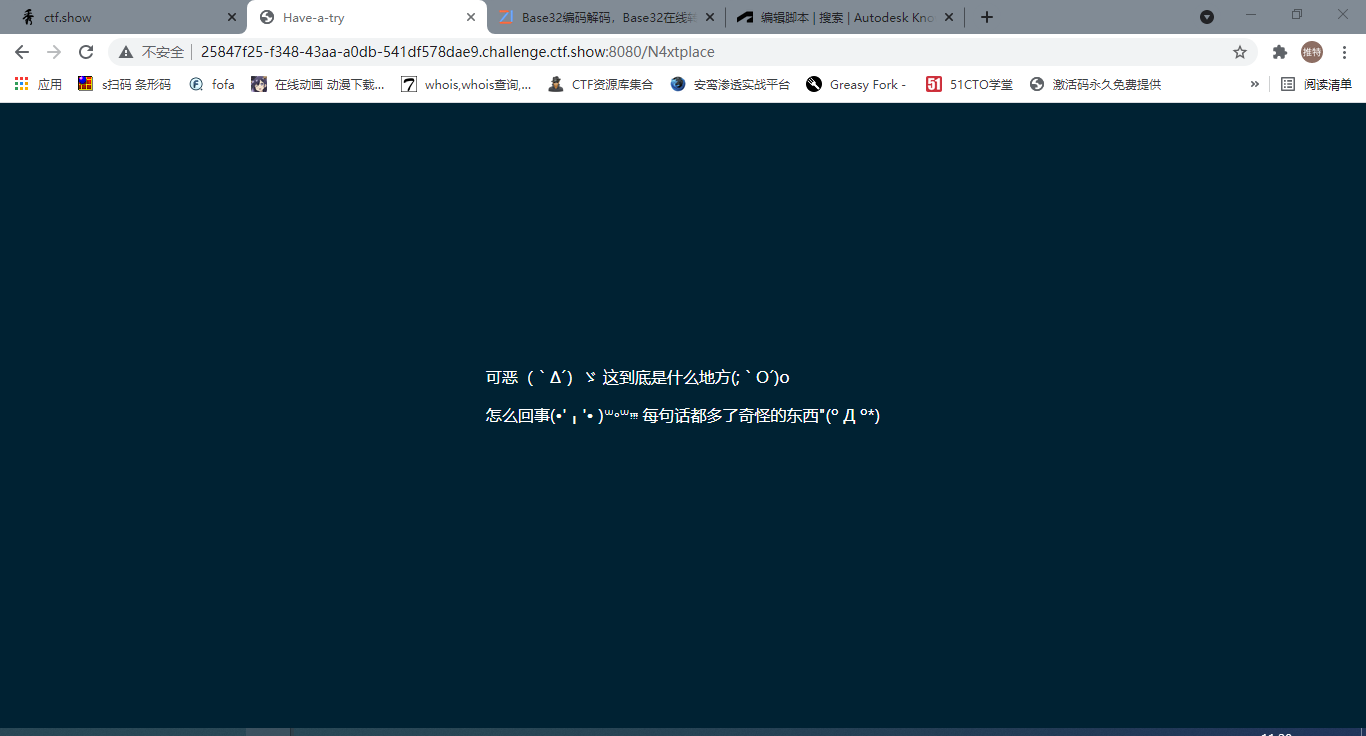 ctf.show
Have-a-try
Base32编码解码，Base32在线转
编辑脚本 | 搜索 | Autodesk Kno
不安全
25847f25-f348-43aa-a0db-541df578dae9.challenge.ctf.show:8080/N4xtplace
推特
应用
s扫码 条形码
fofa
在线动画 动漫下载...
whois,whois查询,...
CTF资源库集合
安鸾渗透实战平台
Greasy Fork -
51CTO学堂
激活码永久免费提供
»
阅读清单
可恶（｀Δ´）ゞ 这到底是什么地方(;｀O´)o
怎么回事(•'╻'• )꒳ᵒ꒳ᵎᵎᵎ 每句话都多了奇怪的东西"(º Д º*)